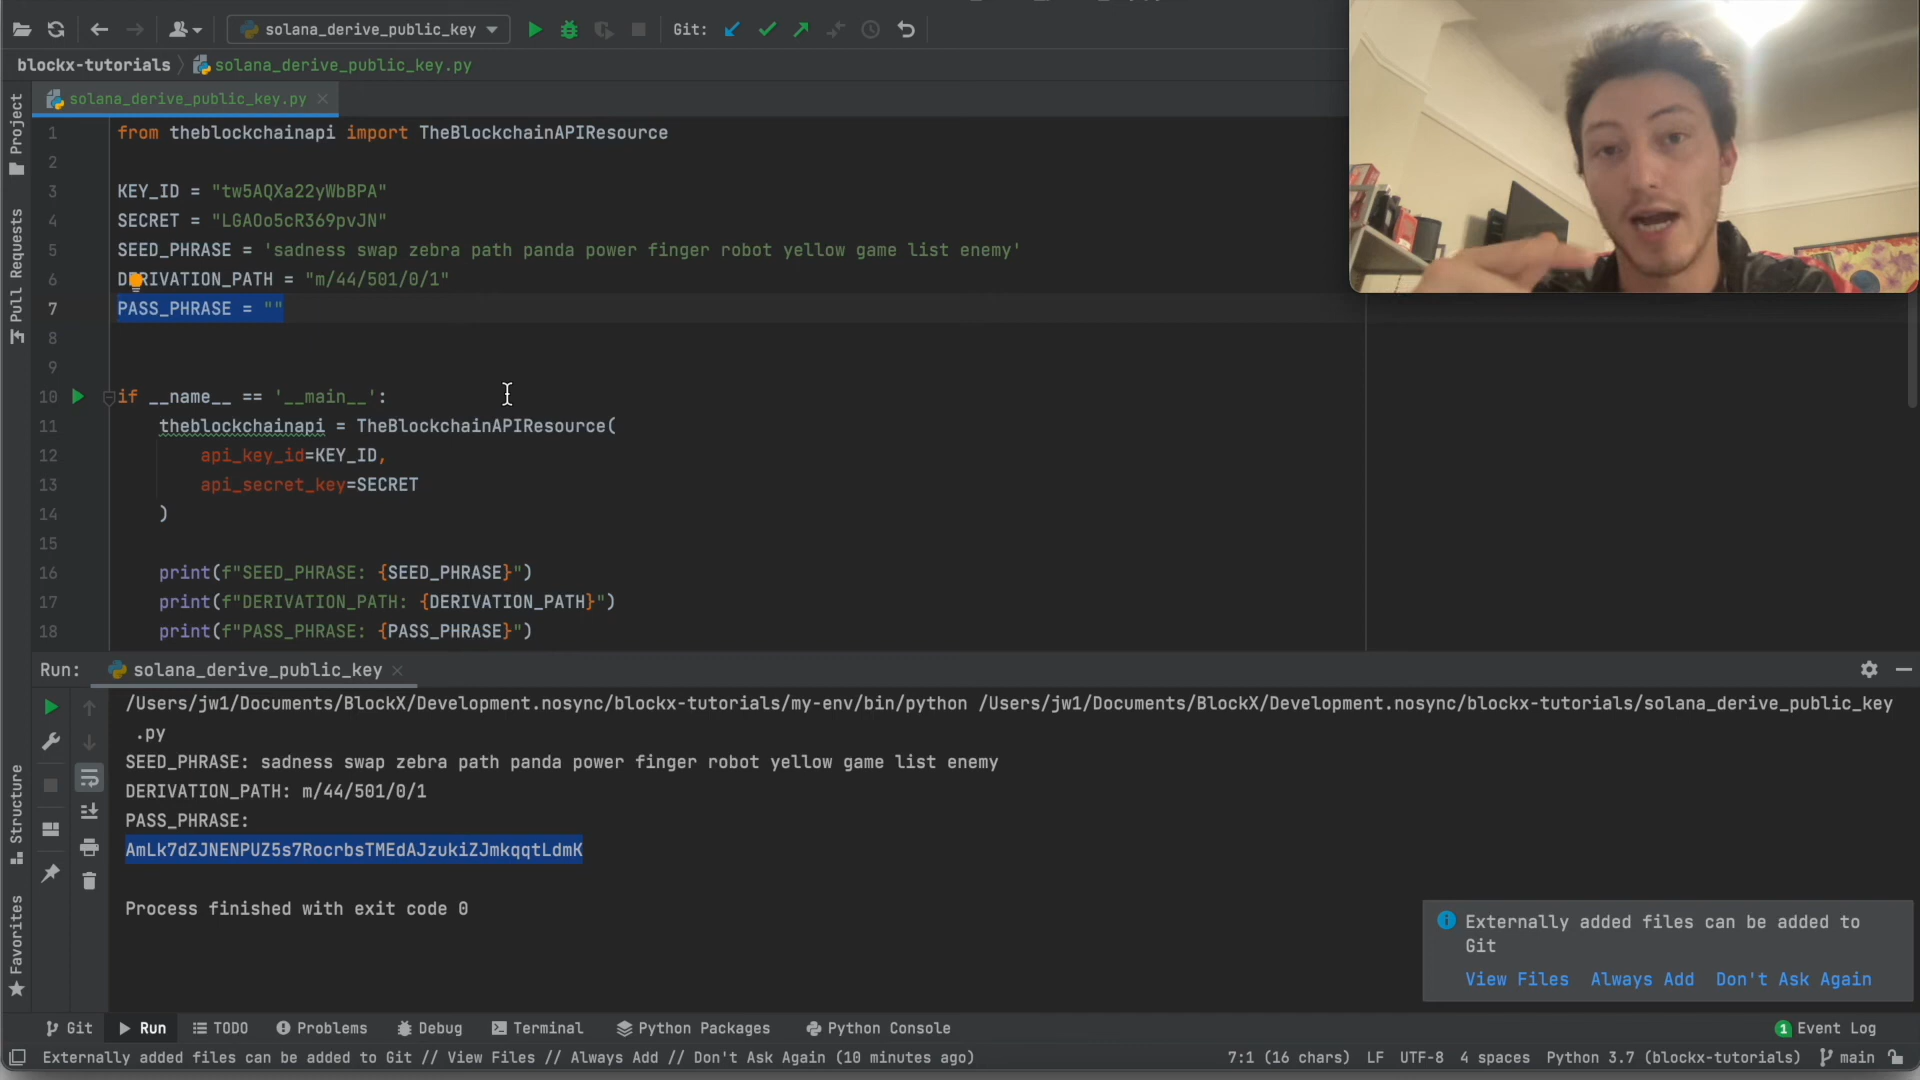 solana_derive_public_key
Git:
blockx-tutorials
solana_derive_public_key.py
solana_derive_public_key.py
Project
Pull Requests
Structure
Favorites
1 from theblockchainapi import TheBlockchainAPIResource
2
3 KEY_ID = "tw5AQXa22yWbBPA"
4 SECRET = "LGAOo5cR369pvJN"
5 SEED_PHRASE = 'sadness swap zebra path panda power finger robot yellow game list enemy'
6 DERIVATION_PATH = "m/44/501/0/1"
7 PASS_PHRASE = ""
8
9
10 if __name__ == '__main__':
11 theblockchainapi = TheBlockchainAPIResource(
12 api_key_id=KEY_ID,
13 api_secret_key=SECRET
14 )
15
16 print(f"SEED_PHRASE: {SEED_PHRASE}")
17 print(f"DERIVATION_PATH: {DERIVATION_PATH}")
18 print(f"PASS_PHRASE: {PASS_PHRASE}")
Run: solana_derive_public_key
/Users/jw1/Documents/BlockX/Development.nosync/blockx-tutorials/my-env/bin/python /Users/jw1/Documents/BlockX/Development.nosync/blockx-tutorials/solana_derive_public_key
.py
SEED_PHRASE: sadness swap zebra path panda power finger robot yellow game list enemy
DERIVATION_PATH: m/44/501/0/1
PASS_PHRASE:
AmLk7dZJNENPUZ5s7RocrbsTMEdAJzukiZJmkqqtLdmK
Process finished with exit code 0
Externally added files can be added to
Git
View Files Always Add Don't Ask Again
Git Run TODO Problems Debug Terminal Python Packages Python Console 1 Event Log
Externally added files can be added to Git // View Files // Always Add // Don't Ask Again (10 minutes ago) 7:1 (16 chars) LF UTF-8 4 spaces Python 3.7 (blockx-tutorials) main